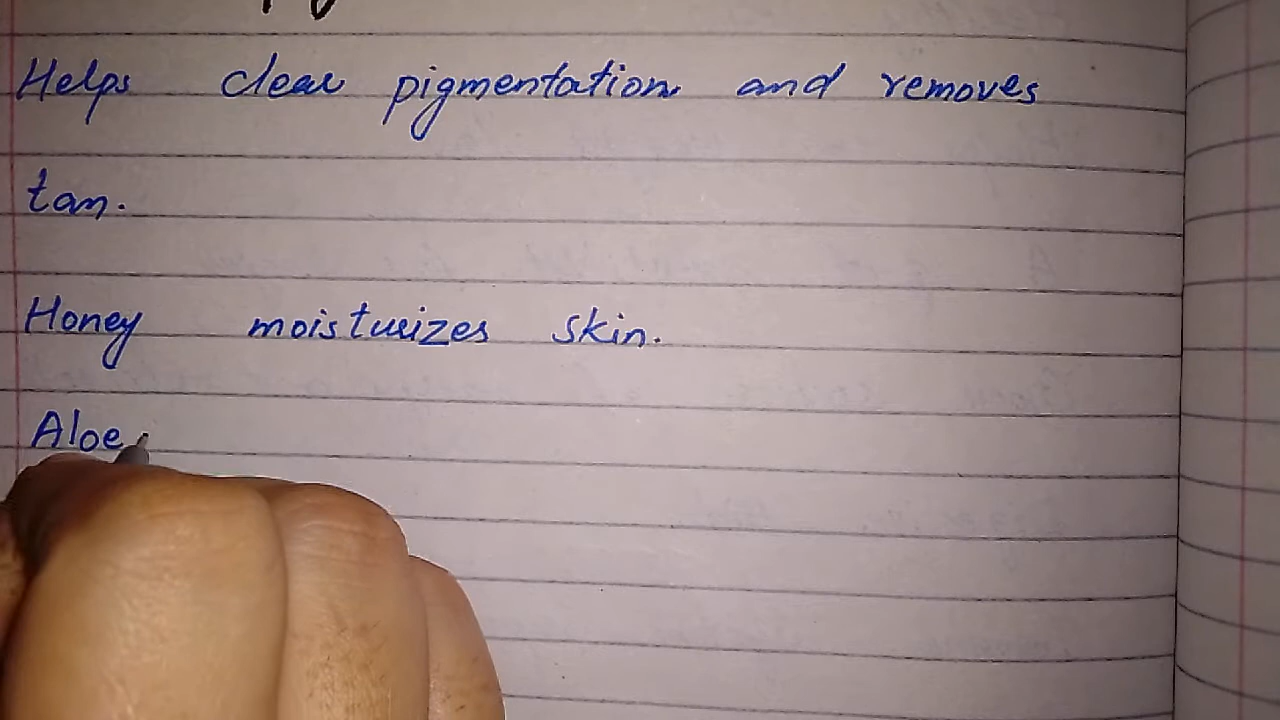 Helps clear pigmentation and removes
tan.
Honey moisturizes skin.
Aloe